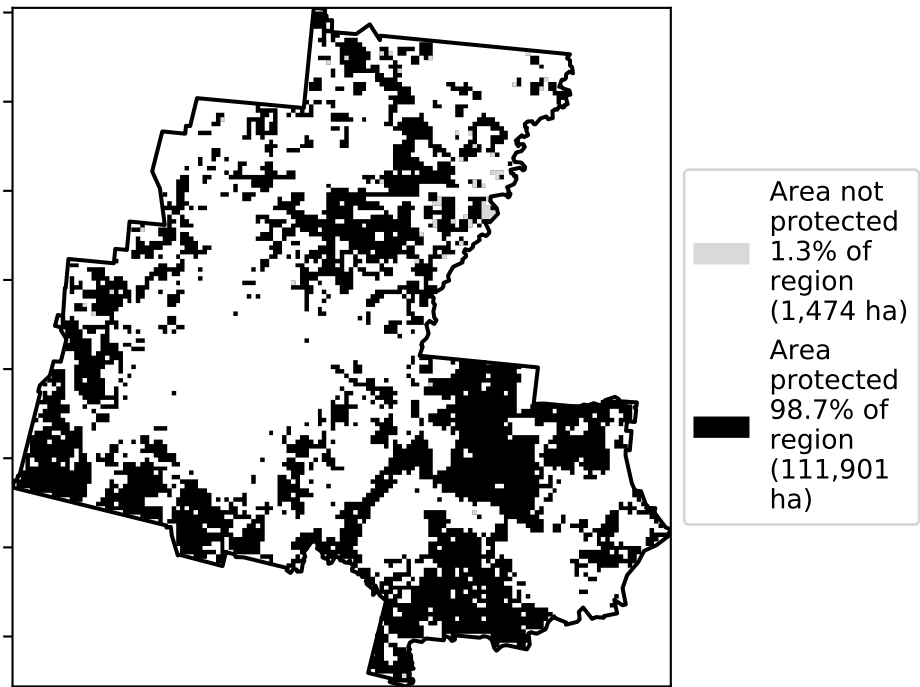 Area not
protected
1.3% of
region
(1,474 ha)
Area
protected
98.7% of
region
(111,901
ha)